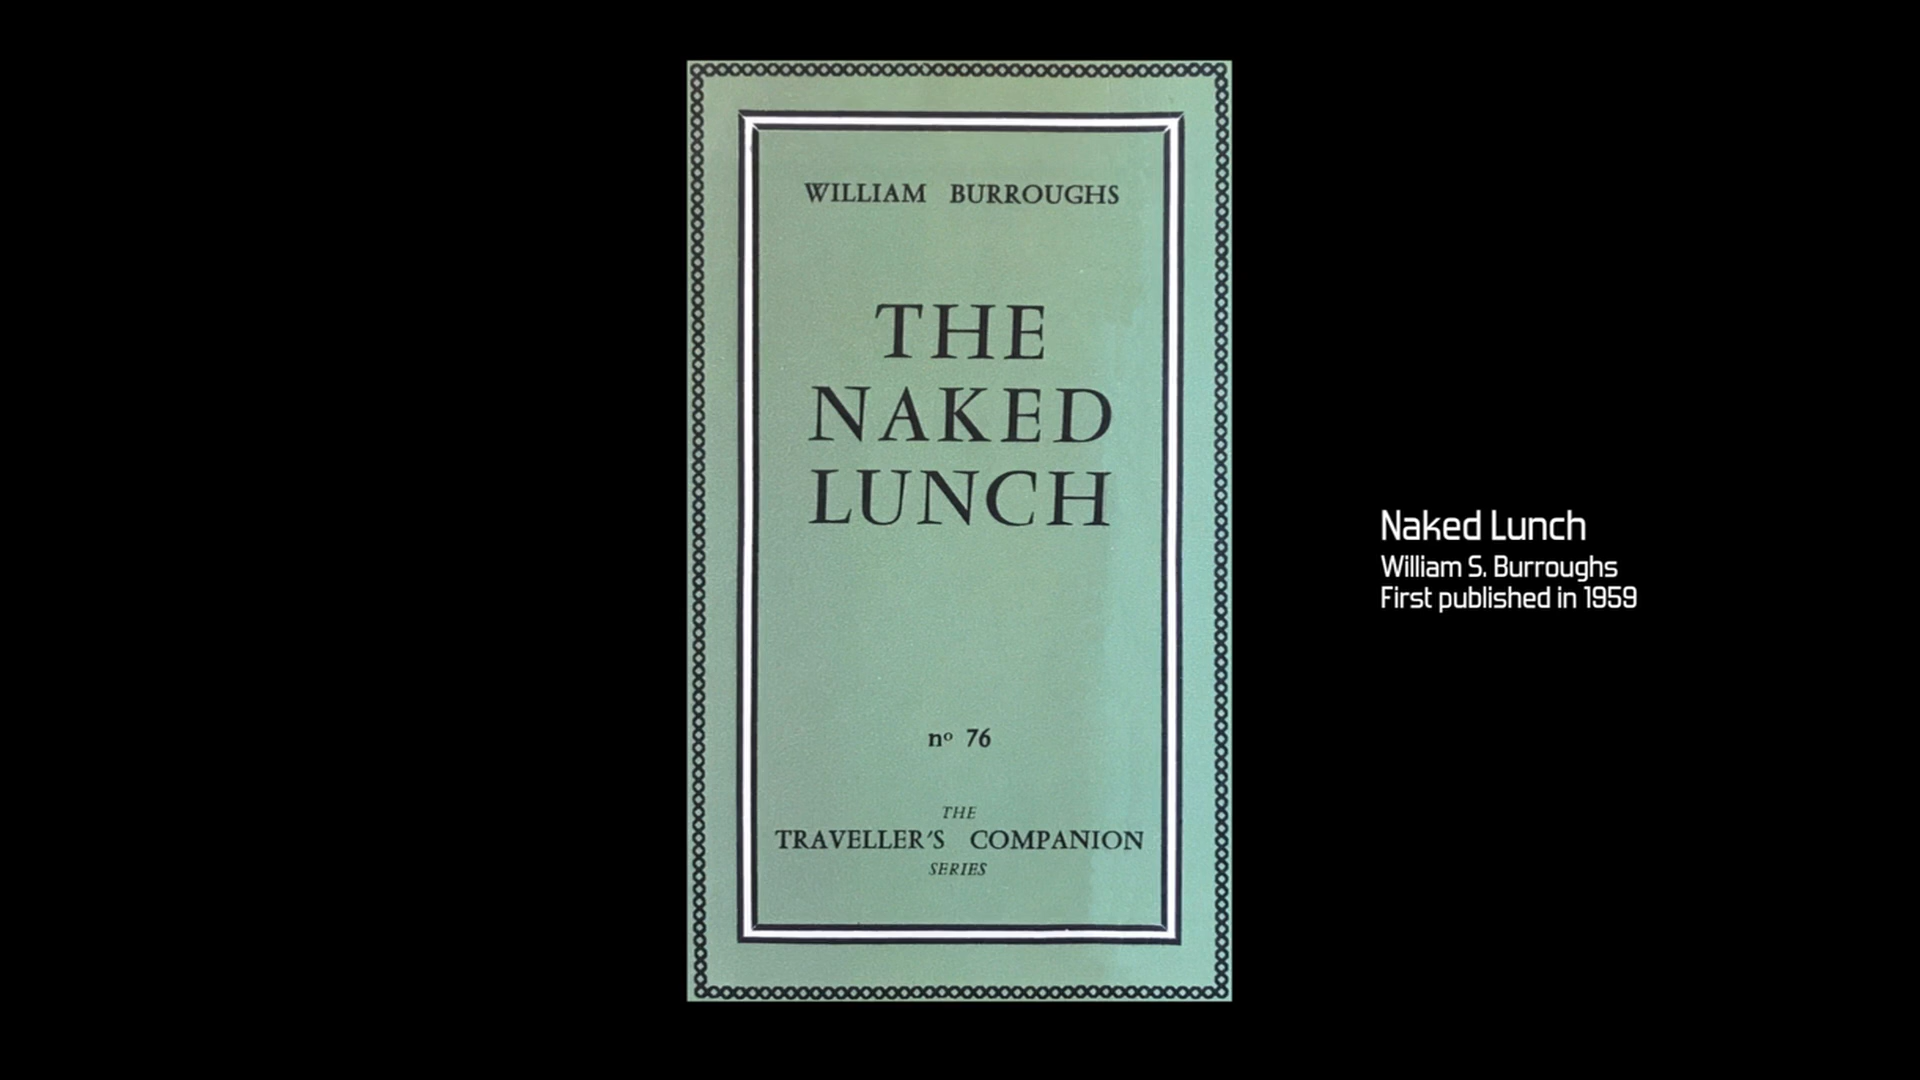 WILLIAM BURROUGHS
THE
NAKED
LUNCH
nº 76
THE
TRAVELLER'S COMPANION
SERIES
Naked Lunch
William S. Burroughs
First published in 1959